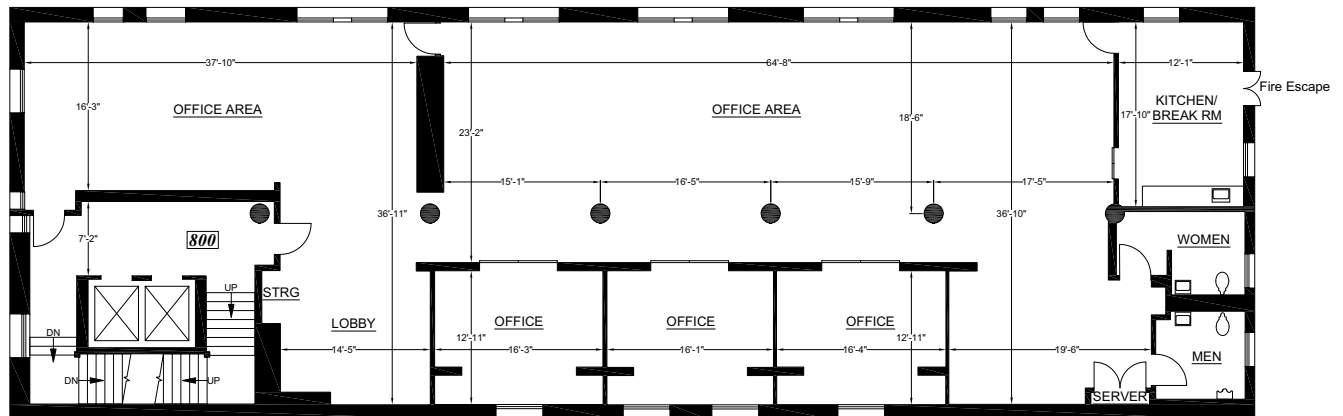 37'-10"
64'-8"
12'-1"
Fire Escape
16'-3"
OFFICE AREA
OFFICE AREA
KITCHEN/
BREAK RM
17'-10"
18'-6"
23'-2"
15'-1"
16'-5"
15'-9"
17'-5"
36'-11"
36'-10"
7'-2"
800
WOMEN
UP
STRG
LOBBY
OFFICE
OFFICE
OFFICE
DN
12'-11"
12'-11"
14'-5"
16'-3"
16'-1"
16'-4"
19'-6"
MEN
DN
UP
SERVER